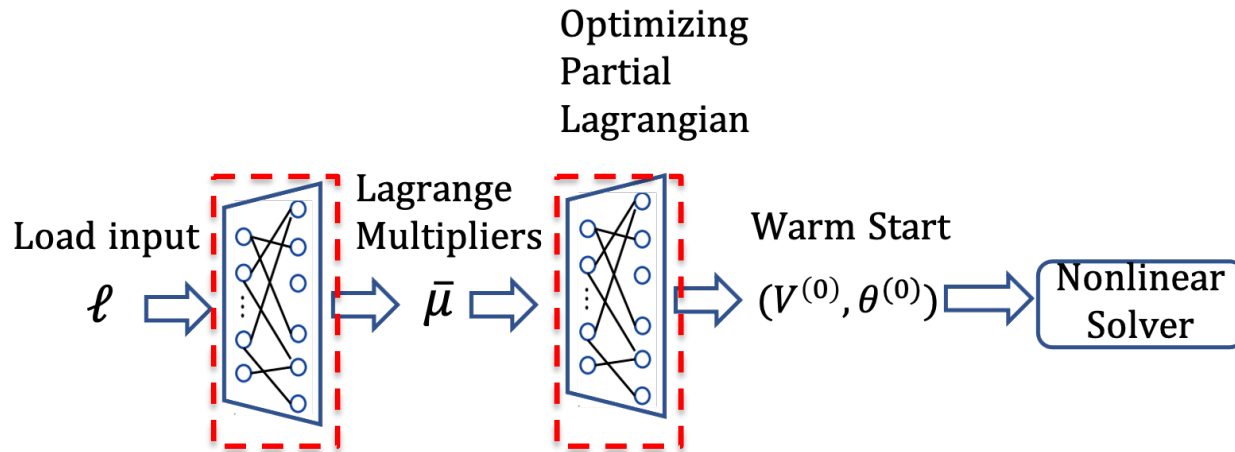 Optimizing
Partial
Lagrangian
Load input
ℓ
Lagrange
Multipliers
μ̄
Warm Start
(V⁽⁰⁾, θ⁽⁰⁾)
Nonlinear
Solver